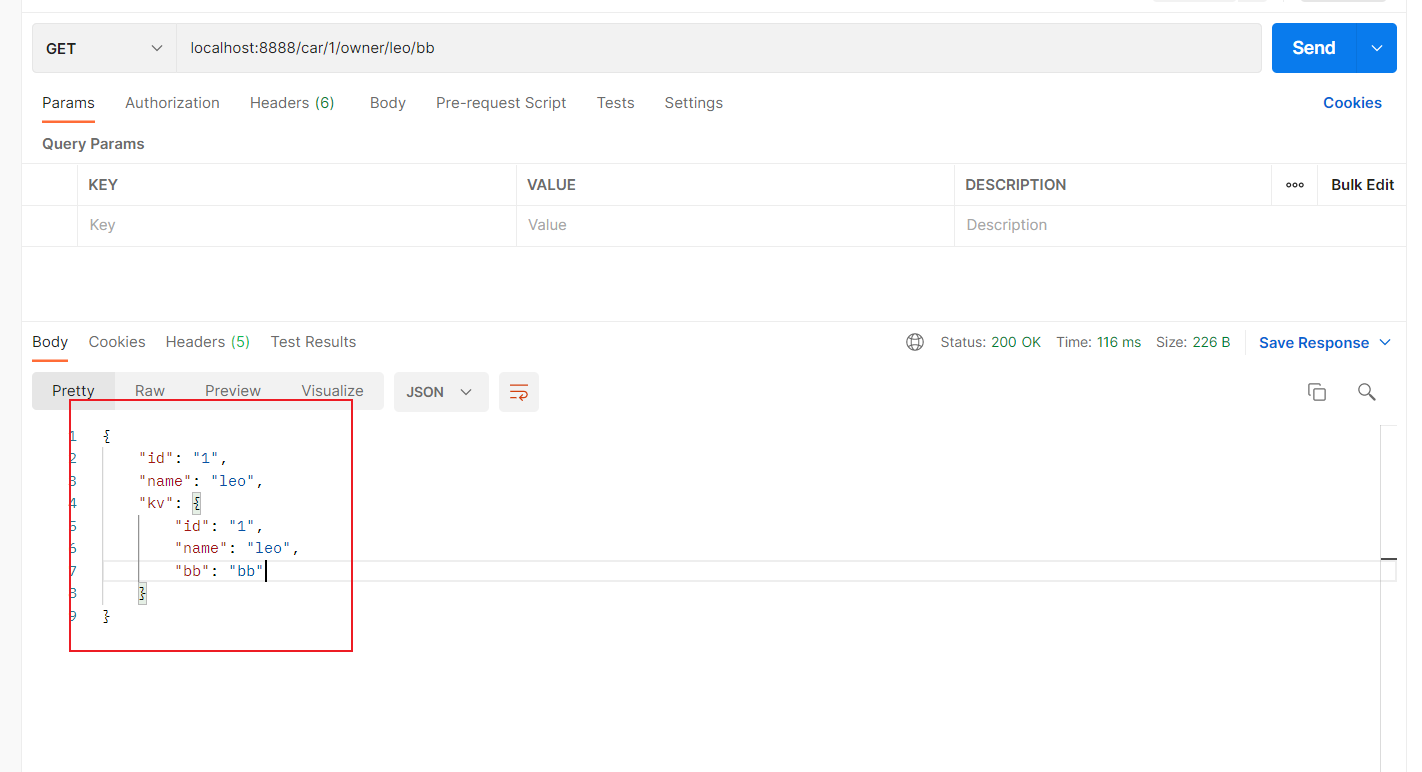 GET localhost:8888/car/1/owner/leo/bb Send
Params Authorization Headers (6) Body Pre-request Script Tests Settings Cookies
Query Params
KEY VALUE DESCRIPTION ooo Bulk Edit
Key Value Description
Body Cookies Headers (5) Test Results Status: 200 OK Time: 116 ms Size: 226 B Save Response
Pretty Raw Preview Visualize JSON
1 {
2 "id": "1",
3 "name": "leo",
4 "kv": {
5 "id": "1",
6 "name": "leo",
7 "bb": "bb"
8 }
9 }